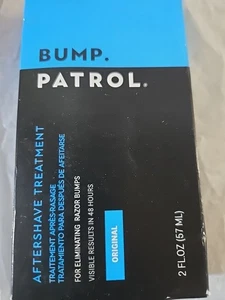 BUMP.
PATROL®
AFTERSHAVE TREATMENT
TRAITEMENT APRÈS-RASAGE
TRATAMIENTO PARA DESPUÉS DE AFEITARSE
FOR ELIMINATING RAZOR BUMPS
VISIBLE RESULTS IN 48 HOURS
ORIGINAL
2 FL.OZ (57 ML)